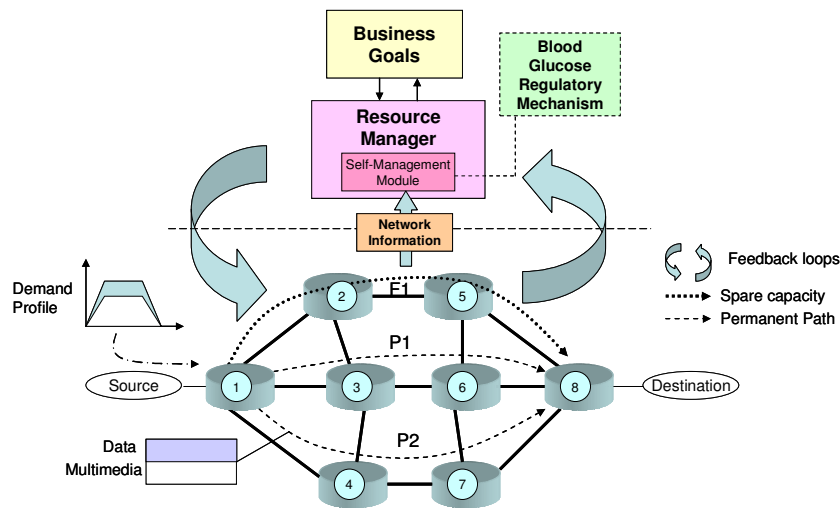 Business
Goals
Blood
Glucose
Regulatory
Mechanism
Resource
Manager
Self-Management
Module
Network
Information
Feedback loops
Spare capacity
Permanent Path
Demand
Profile
F1
2
5
P1
Source
1
3
6
8
Destination
P2
Data
Multimedia
4
7